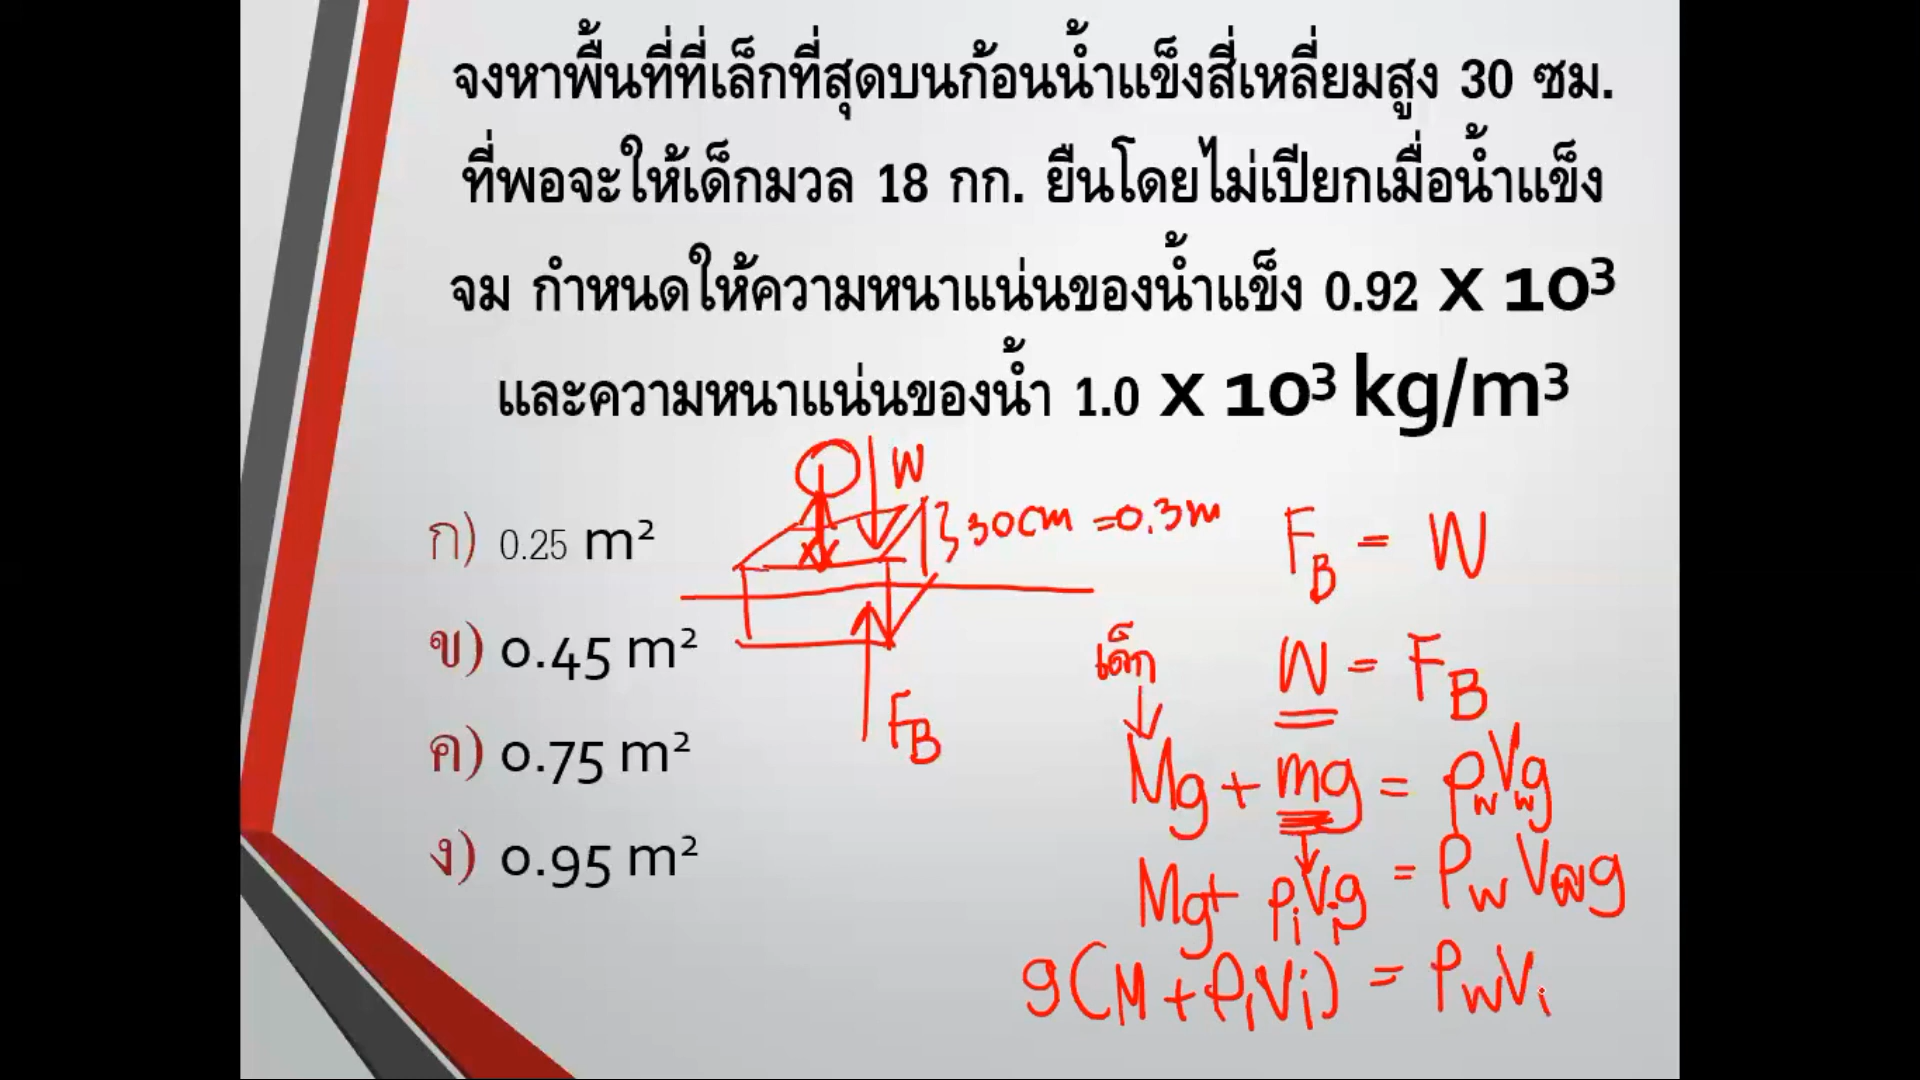 จงหาพื้นที่ที่เล็กที่สุดบนก้อนน้ำแข็งสี่เหลี่ยมสูง 30 ซม.
ที่พอจะให้เด็กมวล 18 กก. ยืนโดยไม่เปียกเมื่อน้ำแข็ง
จม กำหนดให้ความหนาแน่นของน้ำแข็ง 0.92 x 10³
และความหนาแน่นของน้ำ 1.0 x 10³ kg/m³
ก) 0.25 m²
ข) 0.45 m²
ค) 0.75 m²
ง) 0.95 m²
W
30cm = 0.3m
F_B
F_B = W
W = F_B
เด็ก
Mg + mg = ρ_w V_w g
Mg + ρ_i V_i g = ρ_w V g
g(M + ρ_i V_i) = ρ_w V_i